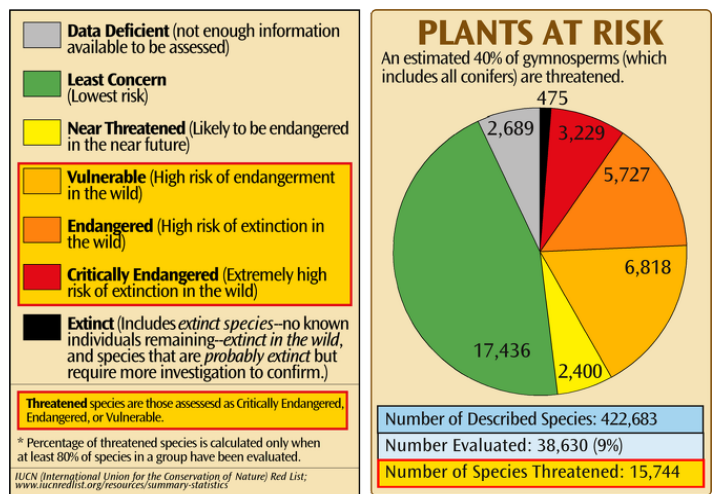 Data Deficient (not enough information
available to be assessed)
Least Concern
(Lowest risk)
Near Threatened (Likely to be endangered
in the near future)
Vulnerable (High risk of endangerment
in the wild)
Endangered (High risk of extinction in
the wild)
Critically Endangered (Extremely high
risk of extinction in the wild)
Extinct (Includes extinct species--no known
individuals remaining--extinct in the wild,
and species that are probably extinct but
require more investigation to confirm.)
Threatened species are those assessesd as Critically Endangered,
Endangered, or Vulnerable.
* Percentage of threatened species is calculated only when
at least 80% of species in a group have been evaluated.
IUCN (International Union for the Conservation of Nature) Red List;
www.iucnredlist.org/resources/summary-statistics
PLANTS AT RISK
An estimated 40% of gymnosperms (which
includes all conifers) are threatened.
475
2,689
3,229
5,727
6,818
17,436
2,400
Number of Described Species: 422,683
Number Evaluated: 38,630 (9%)
Number of Species Threatened: 15,744